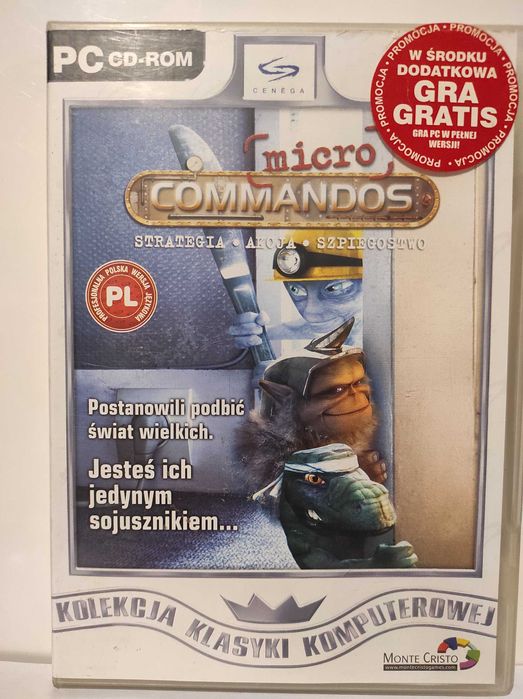 PC CD-ROM
CENEGA
PROMOCJA • PROMOCJA • PROMOCJA • PROMOCJA • PROMOCJA •
W ŚRODKU
DODATKOWA
GRA
GRATIS
GRA PC W PEŁNEJ
WERSJI!
[micro]
COMMANDOS
STRATEGIA • AKCJA • SZPIEGOSTWO
PROFESJONALNA POLSKA WERSJA JĘZYKOWA
PL
Postanowili podbić
świat wielkich.
Jesteś ich
jedynym
sojusznikiem...
KOLEKCJA KLASYKI KOMPUTEROWEJ
MONTE CRISTO
www.montecristogames.com